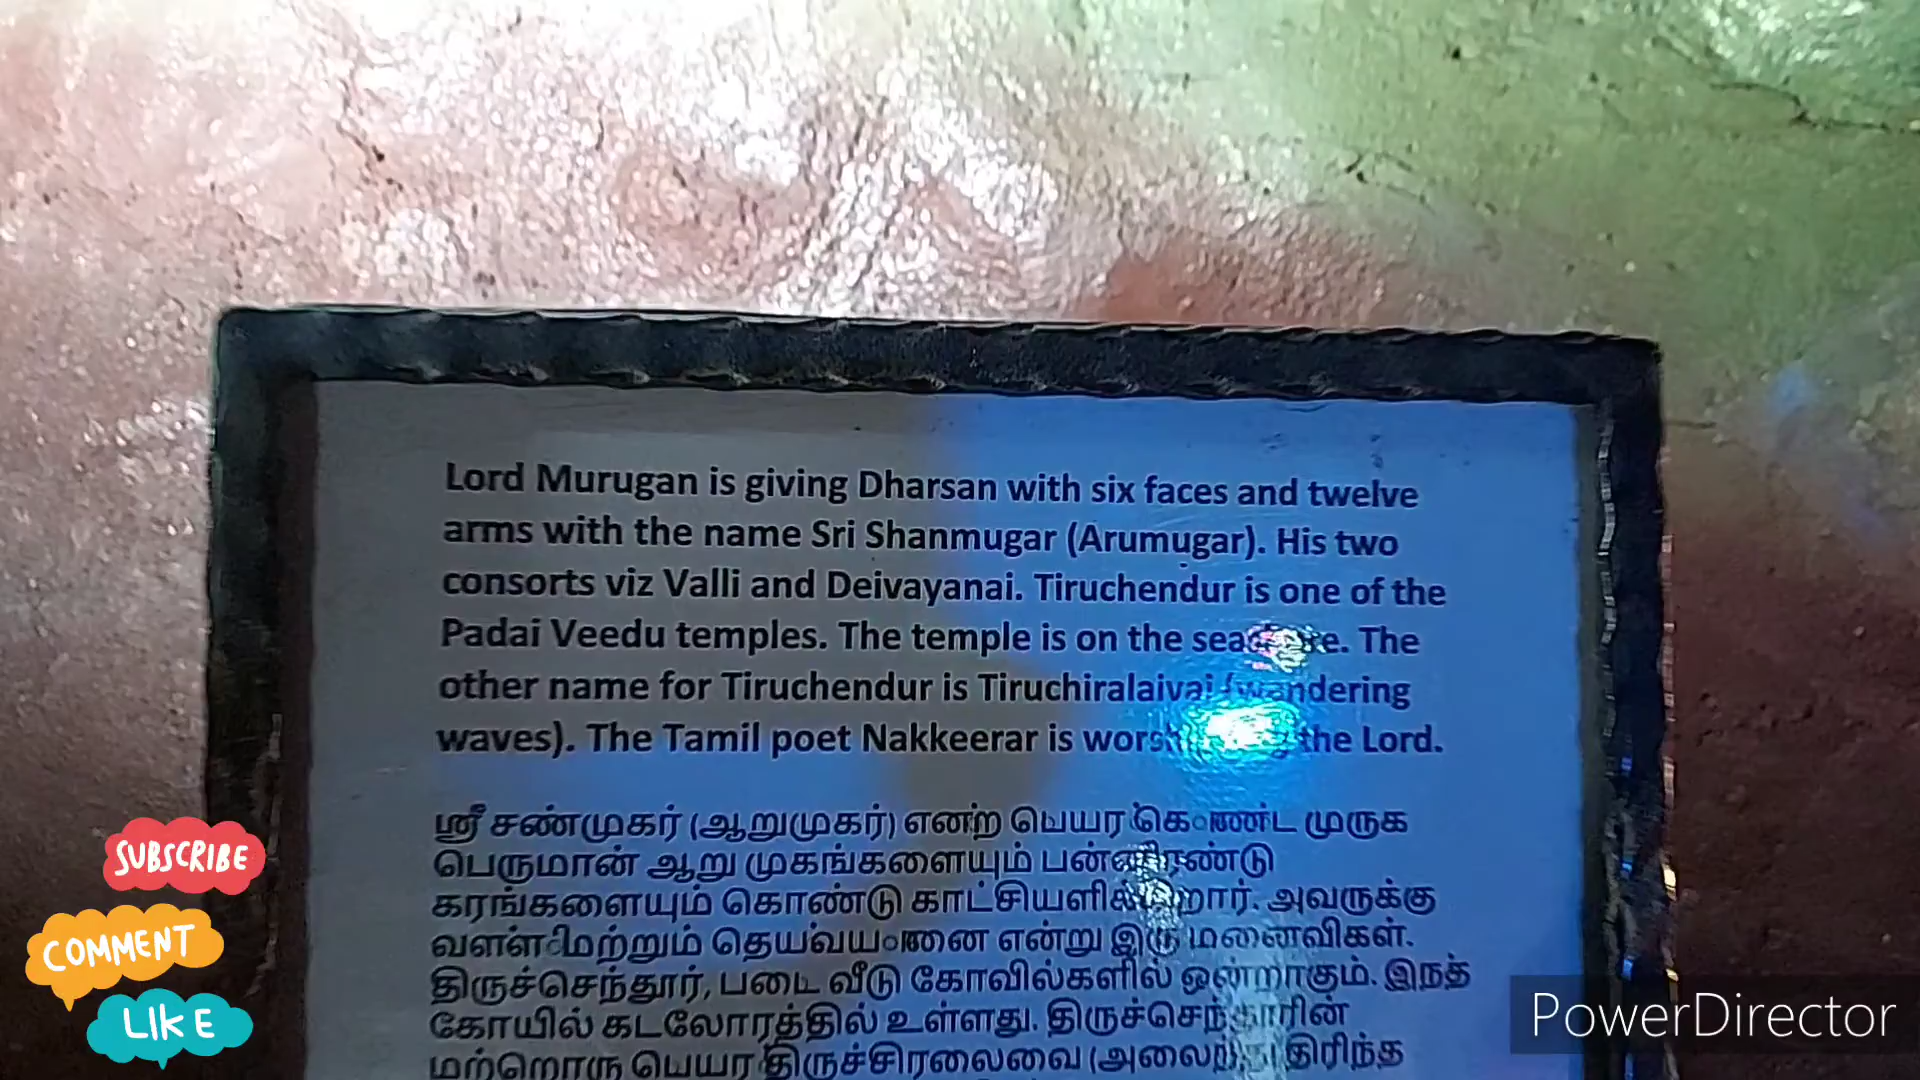 Lord Murugan is giving Dharsan with six faces and twelve
arms with the name Sri Shanmugar (Arumugar). His two
consorts viz Valli and Deivayanai. Tiruchendur is one of the
Padai Veedu temples. The temple is on the The
other name for Tiruchendur is Tiruchiralaivai (wandering
waves). The Tamil poet Nakkeerar is the Lord.
ஸ்ரீ சண்முகர் (ஆறுமுகர்) என்ற பெயர் முருக
பெருமான் ஆறு முகங்களையும்
கரங்களையும் கொண்டு அவருக்கு
மற்றும் என்று இரு மனைவிகள்.
திருச்செந்தூர், படை வீடு கோவில்களில் ஒன்றாகும். இந்த
கோயில் கடலோரத்தில் உள்ளது.
மற்றொரு பெயர் திருச்சிரலைவை
SUBSCRIBE
COMMENT
LIKE
PowerDirector